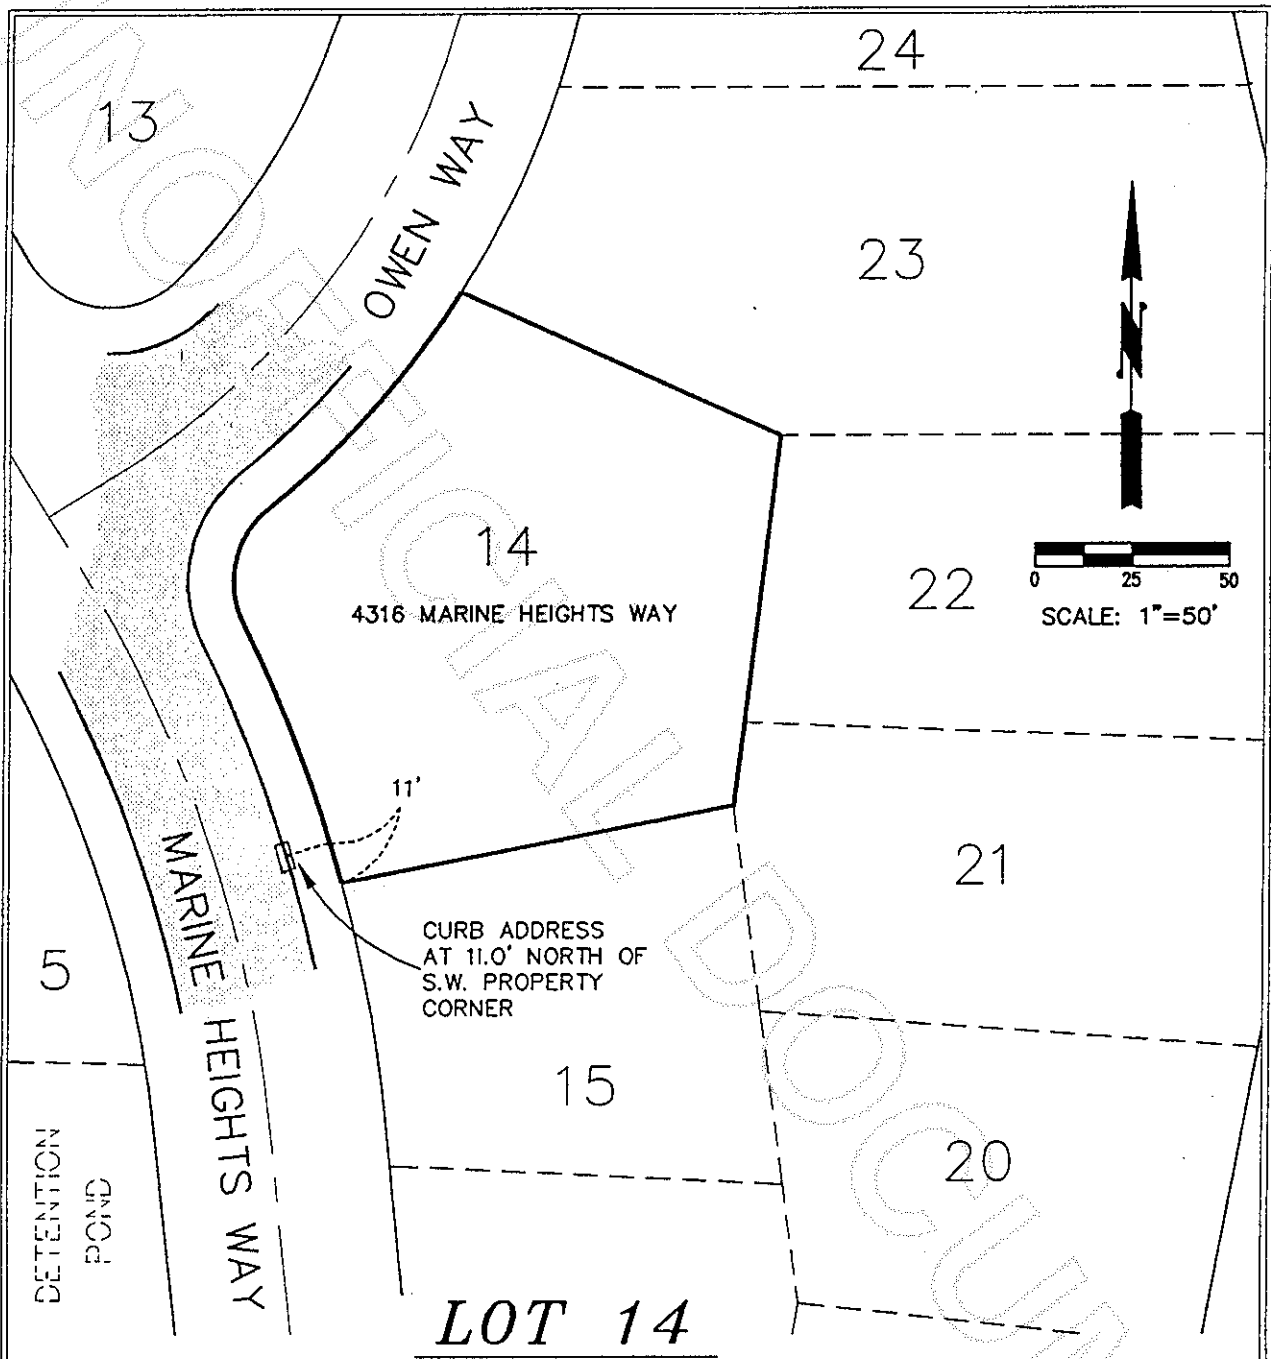 24
13
OWEN WAY
23
N
14
22
0 25 50
4316 MARINE HEIGHTS WAY
SCALE: 1"=50'
11'
MARINE HEIGHTS WAY
21
CURB ADDRESS
AT 11.0' NORTH OF
S.W. PROPERTY
CORNER
5
15
20
DETENTION
POND
LOT 14
UNOFFICIAL DOCUM